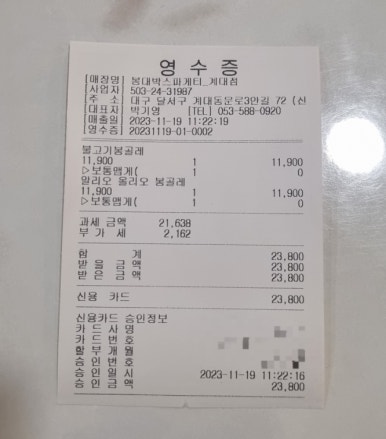 영수증
[매장명] 봉대박스파게티_계대점
[사업자] 503-24-31987
[주 소] 대구 달서구 계대동문로3안길 72 (신
[대표자] 박기영 [TEL] 053-588-0920
[매출일] 2023-11-19 11:22:19
[영수증] 20231119-01-0002
불고기봉골레
11,900 1 11,900
▷보통맵게( 1 0
알리오 올리오 봉골레
11,900 1 11,900
▷보통맵게( 1 0
과세 금액 21,638
부 가 세 2,162
합 계 23,800
받을 금액 23,800
받은 금액 23,800
신용 카드 23,800
신용카드 승인정보
카 드 사 명
카 드 번 호
할 부 개 월
승 인 번 호
승 인 일 시 2023-11-19 11:22:16
승 인 금 액 23,800